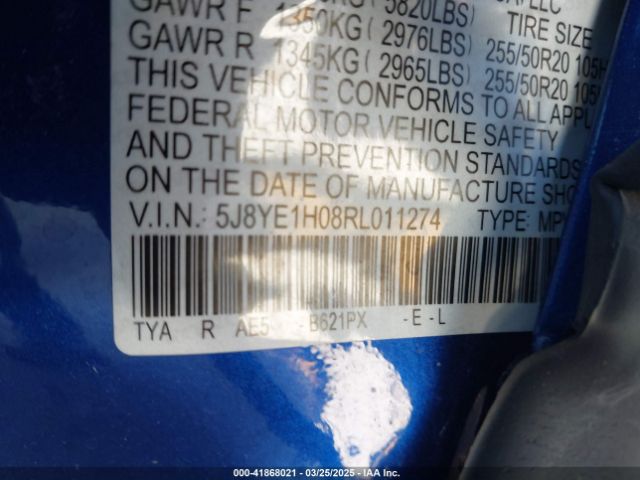 5820LBS)
GAWR F 1350KG ( 2976LBS) TIRE SIZE
GAWR R 1345KG ( 2965LBS) 255/50R20 105H
255/50R20
THIS VEHICLE CONFORMS TO ALL APPL
FEDERAL MOTOR VEHICLE SAFETY
AND THEFT PREVENTION STANDARDS
ON THE DATE OF MANUFACTURE SHO
V.I.N.: 5J8YE1H08RL011274 TYPE: MPV
TYA R AE5 - B621PX - E - L
000-41868021 | 03/25/2025 - IAA Inc.